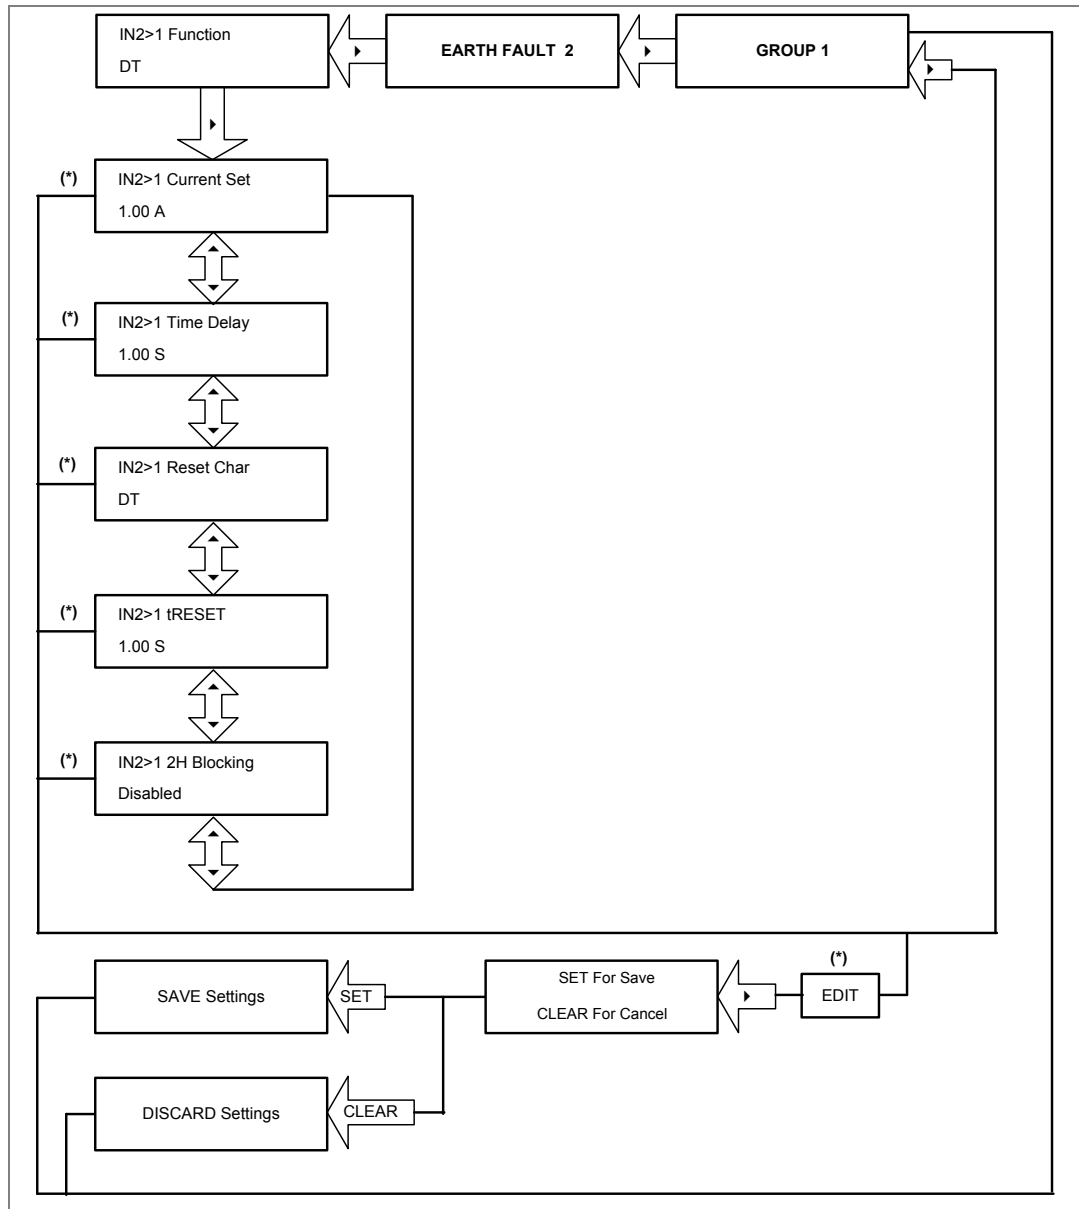 IN2>1 Function
DT
EARTH FAULT 2
GROUP 1
(*)
IN2>1 Current Set
1.00 A
(*)
IN2>1 Time Delay
1.00 S
(*)
IN2>1 Reset Char
DT
(*)
IN2>1 tRESET
1.00 S
(*)
IN2>1 2H Blocking
Disabled
SAVE Settings
SET
SET For Save
CLEAR For Cancel
(*)
EDIT
DISCARD Settings
CLEAR